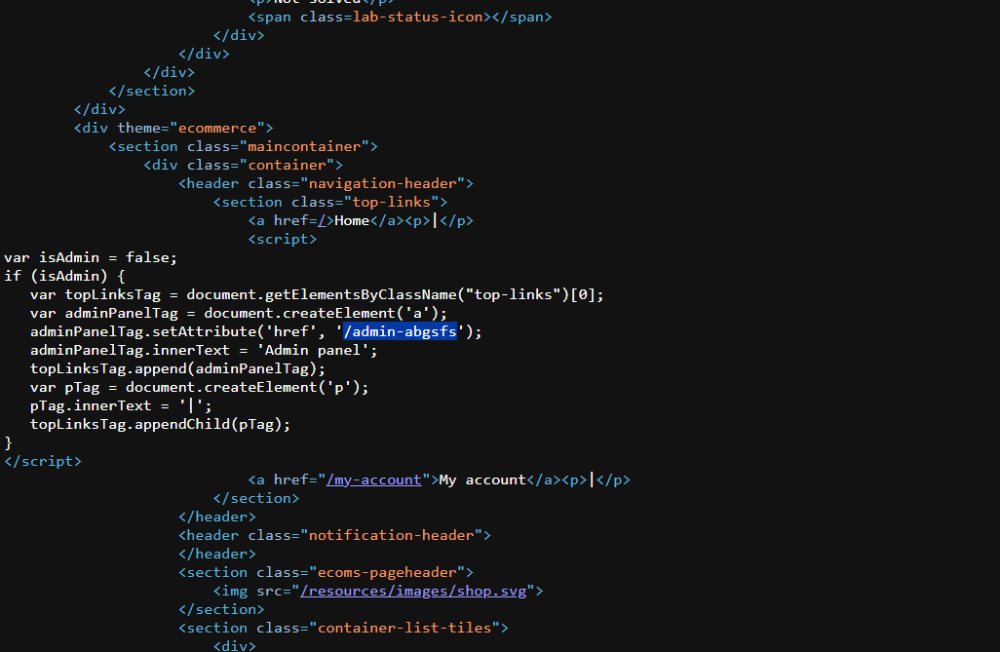 <p>Not solved</p>
<span class=lab-status-icon></span>
</div>
</div>
</div>
</section>
</div>
<div theme="ecommerce">
<section class="maincontainer">
<div class="container">
<header class="navigation-header">
<section class="top-links">
<a href=/>Home</a><p>|</p>
<script>
var isAdmin = false;
if (isAdmin) {
var topLinksTag = document.getElementsByClassName("top-links")[0];
var adminPanelTag = document.createElement('a');
adminPanelTag.setAttribute('href', '/admin-abgsfs');
adminPanelTag.innerText = 'Admin panel';
topLinksTag.append(adminPanelTag);
var pTag = document.createElement('p');
pTag.innerText = '|';
topLinksTag.appendChild(pTag);
}
</script>
<a href="/my-account">My account</a><p>|</p>
</section>
</header>
<header class="notification-header">
</header>
<section class="ecoms-pageheader">
<img src="/resources/images/shop.svg">
</section>
<section class="container-list-tiles">
<div>